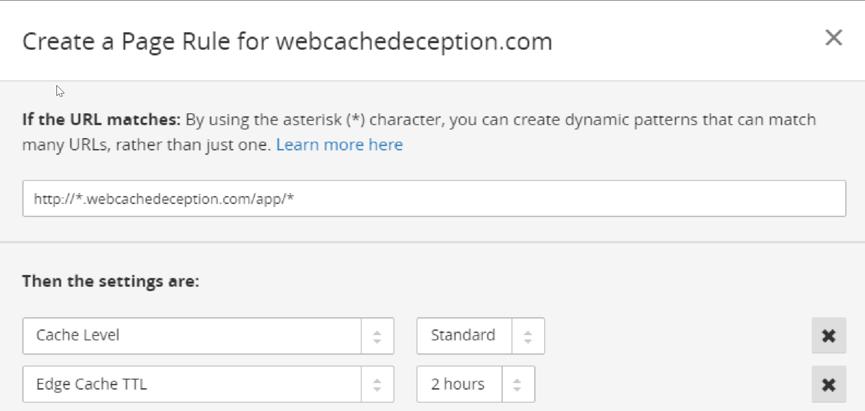 Create a Page Rule for webcachedeception.com
If the URL matches: By using the asterisk (*) character, you can create dynamic patterns that can match
many URLs, rather than just one. Learn more here
http://*.webcachedeception.com/app/*
Then the settings are:
Cache Level Standard
Edge Cache TTL 2 hours